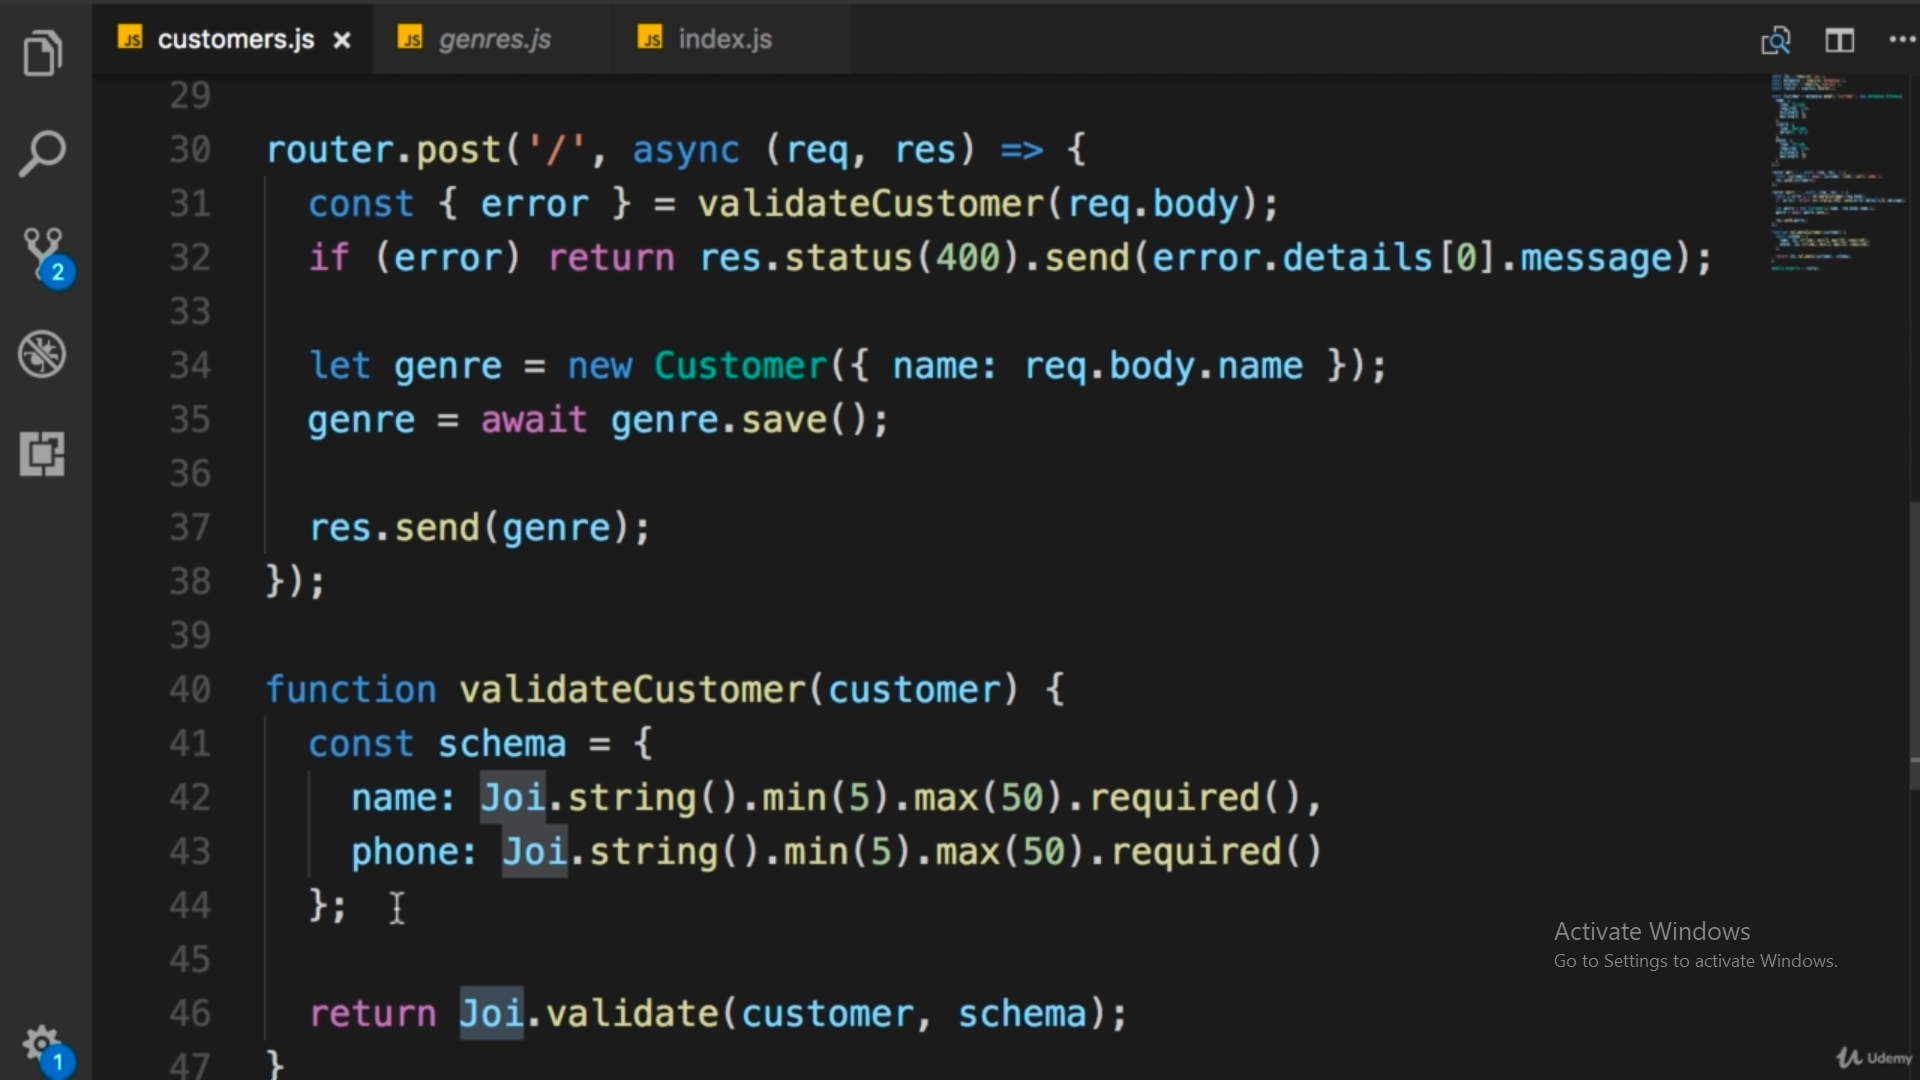 customers.js × genres.js index.js
29
30 router.post('/', async (req, res) => {
31 const { error } = validateCustomer(req.body);
32 if (error) return res.status(400).send(error.details[0].message);
33
34 let genre = new Customer({ name: req.body.name });
35 genre = await genre.save();
36
37 res.send(genre);
38 });
39
40 function validateCustomer(customer) {
41 const schema = {
42 name: Joi.string().min(5).max(50).required(),
43 phone: Joi.string().min(5).max(50).required()
44 };
45
46 return Joi.validate(customer, schema);
47 }
2
1
Activate Windows
Go to Settings to activate Windows.
Udemy